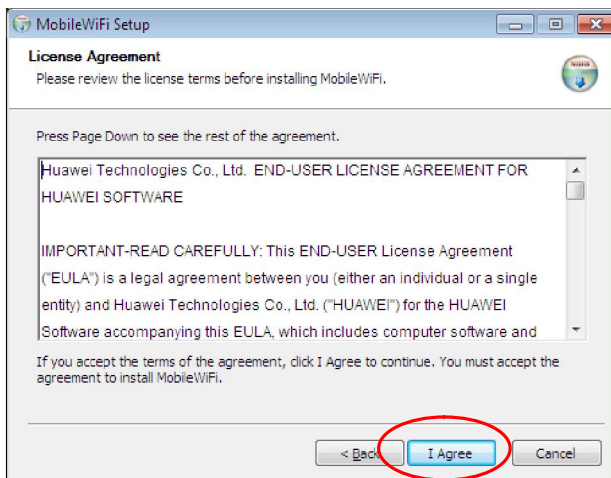 MobileWiFi Setup
License Agreement
Please review the license terms before installing MobileWiFi.
Press Page Down to see the rest of the agreement.
Huawei Technologies Co., Ltd. END-USER LICENSE AGREEMENT FOR
HUAWEI SOFTWARE
IMPORTANT-READ CAREFULLY: This END-USER License Agreement
("EULA") is a legal agreement between you (either an individual or a single
entity) and Huawei Technologies Co., Ltd. ("HUAWEI") for the HUAWEI
Software accompanying this EULA, which includes computer software and
If you accept the terms of the agreement, click I Agree to continue. You must accept the
agreement to install MobileWiFi.
< Back
I Agree
Cancel